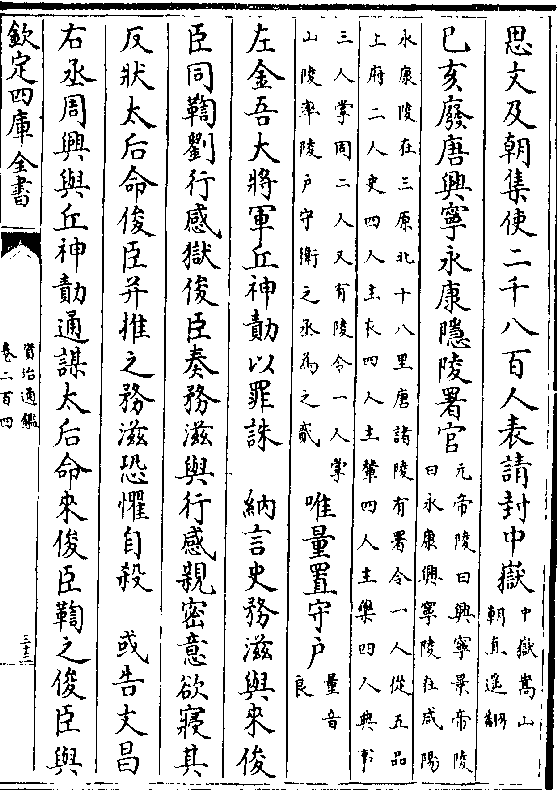 思文及朝集使二千八百人表請封中嶽中嶽嵩山
朝直遥翻
已亥廢唐興寧永康隱陵署官元帝陵曰興寧景帝陵
曰永康興寧陵在咸陽
永康陵在三原北十八里唐諸陵有署令一人從五品
上府二人史四人主衣四人主輦四人主樂四人典事
三人掌固二人又有陵令一人掌
山陵率陵户守衛之丞為之貳
唯量置守户量音
良
左金吾大將軍丘神勣以罪誅 納言史務滋與來俊
臣同鞫劉行感獄俊臣奏務滋與行感親密意欲寢其
反狀太后命俊臣并推之務滋恐懼自殺 或告文昌
右丞周興與丘神勣通謀太后命來俊臣鞫之俊臣與
欽定四庫全書
資治通鑑
卷二百四
三十二